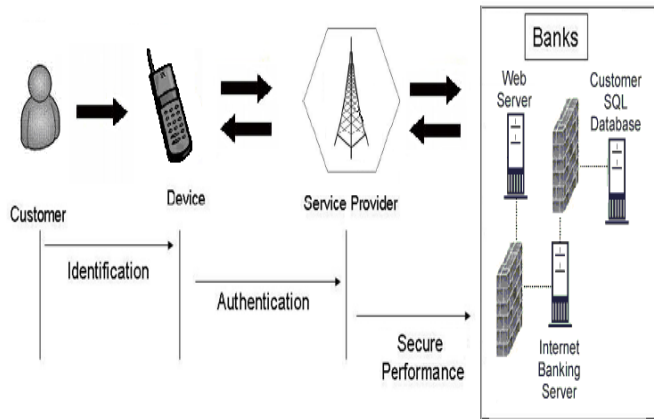 Banks
Web
Server
Customer
SQL
Database
Customer
Device
Service Provider
Identification
Authentication
Secure
Performance
Internet
Banking
Server